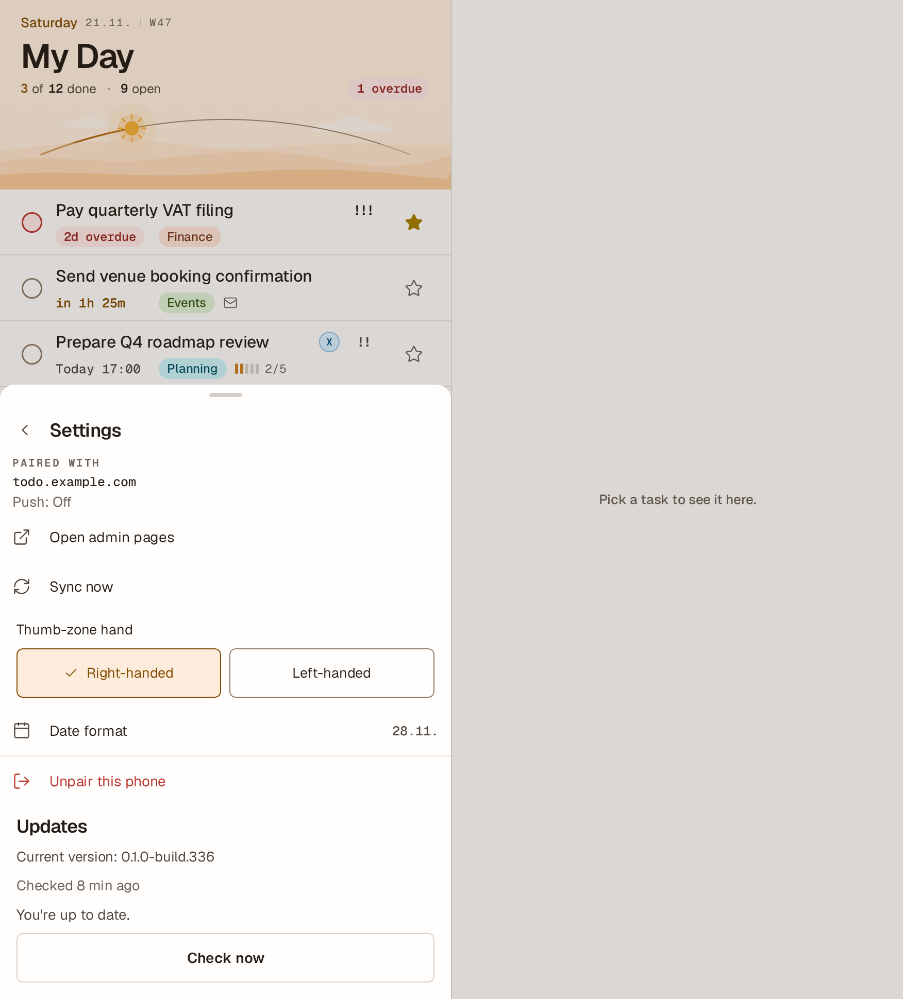 Saturday 21.11. | W47
My Day
3 of 12 done · 9 open
1 overdue
Pay quarterly VAT filing !!!
2d overdue Finance
Send venue booking confirmation
in 1h 25m Events
Prepare Q4 roadmap review X !!
Today 17:00 Planning 2/5
Settings
PAIRED WITH
todo.example.com
Push: Off
Open admin pages
Sync now
Thumb-zone hand
Right-handed Left-handed
Date format 28.11.
Unpair this phone
Updates
Current version: 0.1.0-build.336
Checked 8 min ago
You're up to date.
Check now
Pick a task to see it here.